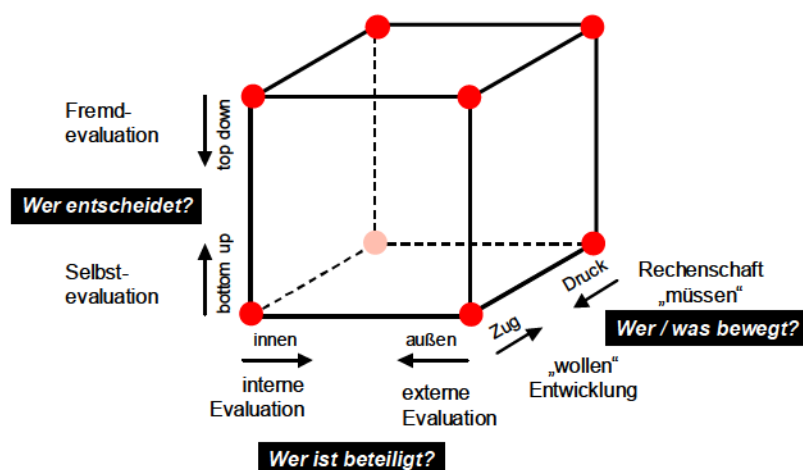 Fremd-
evaluation
top down
Wer entscheidet?
Selbst-
evaluation
bottom up
innen
interne
Evaluation
außen
externe
Evaluation
Wer ist beteiligt?
Zug
„wollen“
Entwicklung
Druck
Rechenschaft
„müssen“
Wer / was bewegt?